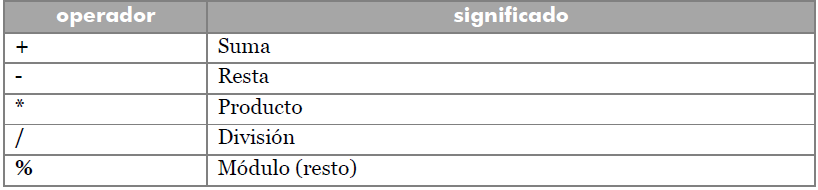 operador significado
+ Suma
- Resta
* Producto
/ División
% Módulo (resto)